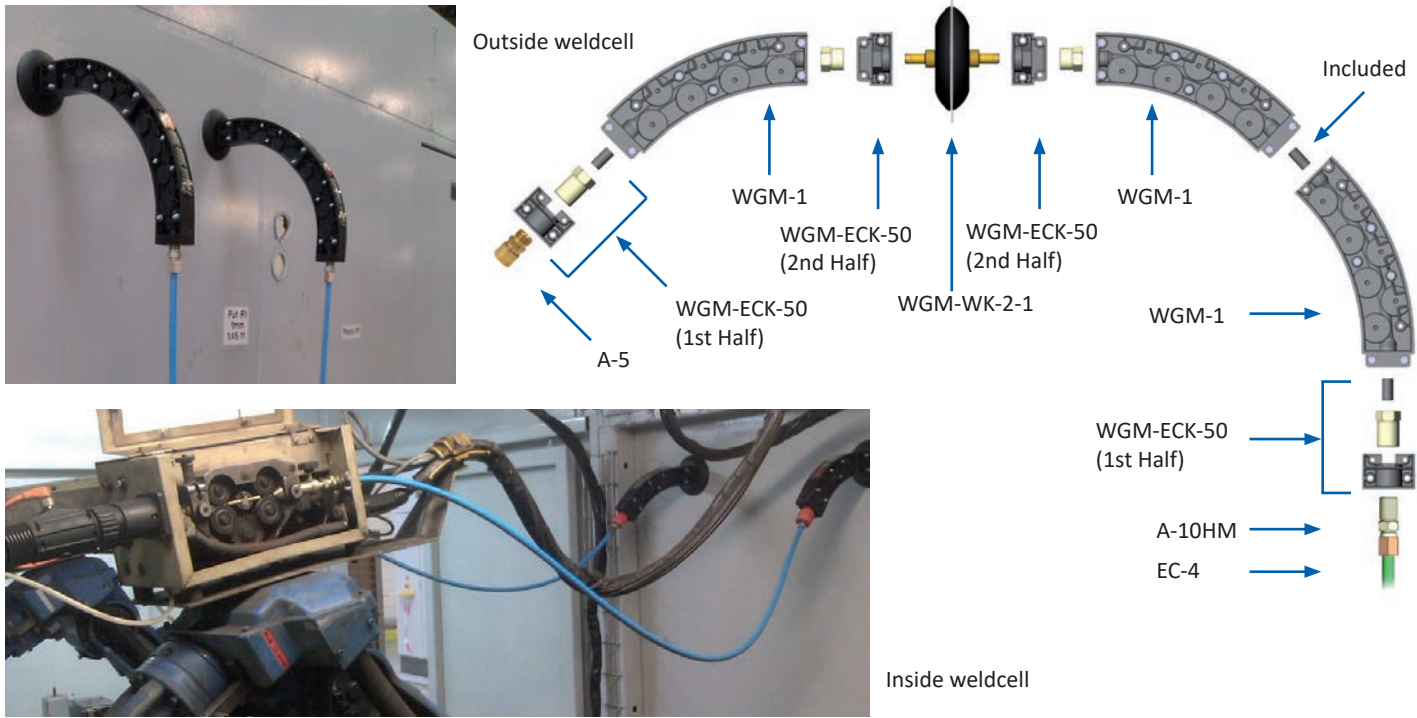 Outside weldcell
Included
WGM-1
WGM-ECK-50
(2nd Half)
WGM-WK-2-1
WGM-ECK-50
(2nd Half)
WGM-1
WGM-ECK-50
(1st Half)
A-5
WGM-1
WGM-ECK-50
(1st Half)
A-10HM
EC-4
Inside weldcell
1mm